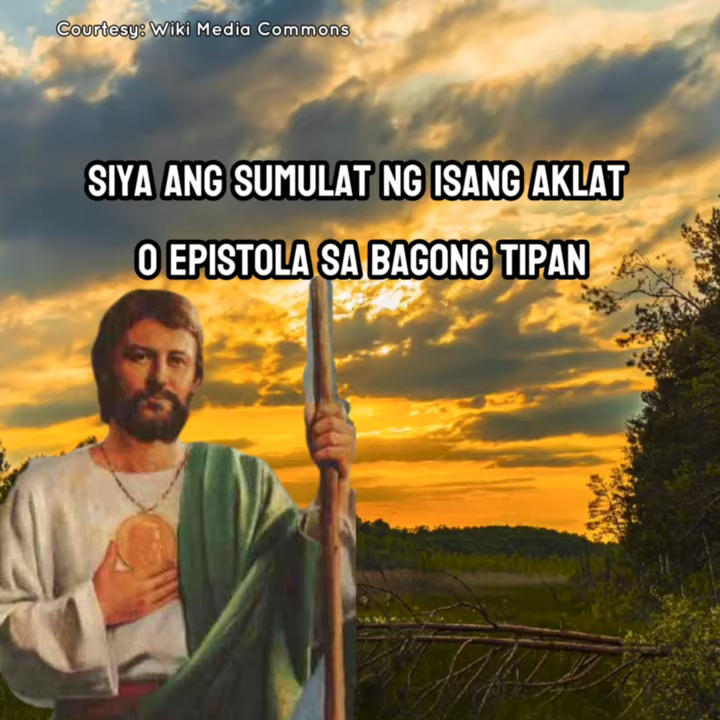 Courtesy: Wiki Media Commons
SIYA ANG SUMULAT NG ISANG AKLAT
O EPISTOLA SA BAGONG TIPAN